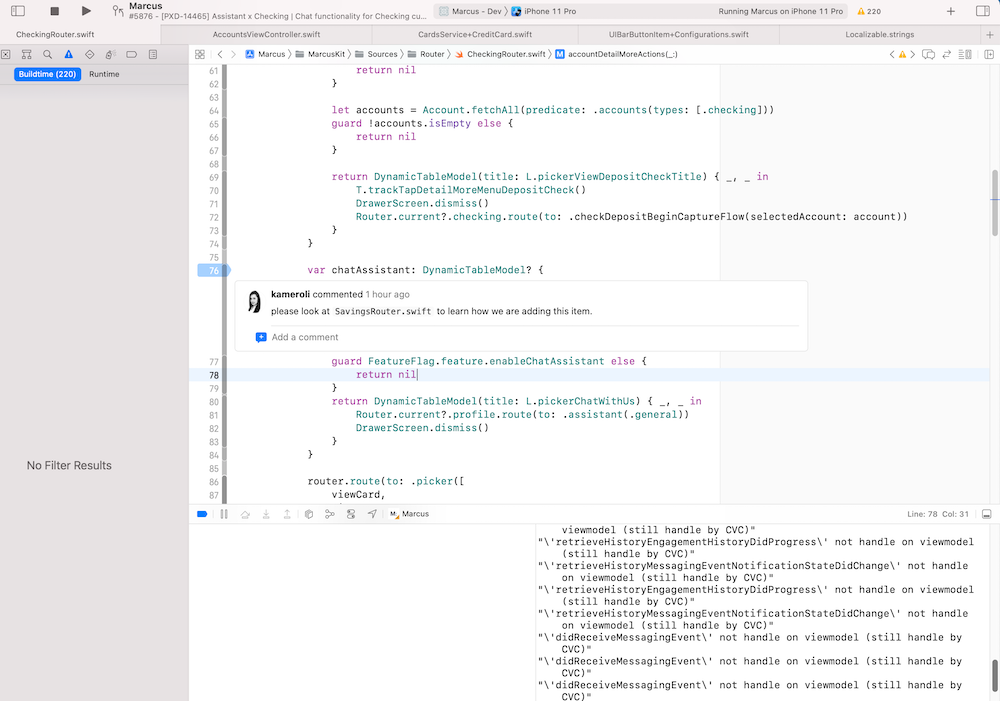 Marcus
#5876 - [PXD-14465] Assistant x Checking | Chat functionality for Checking cu...
Marcus - Dev
iPhone 11 Pro
Running Marcus on iPhone 11 Pro
220
CheckingRouter.swift
AccountsViewController.swift
CardsService+CreditCard.swift
UIBarButtonItem+Configurations.swift
Localizable.strings
Marcus
MarcusKit
Sources
Router
CheckingRouter.swift
M accountDetailMoreActions(_:)
Buildtime (220)
Runtime
No Filter Results
61 return nil
62 }
63
64 let accounts = Account.fetchAll(predicate: .accounts(types: [.checking]))
65 guard !accounts.isEmpty else {
66 return nil
67 }
68
69 return DynamicTableModel(title: L.pickerViewDepositCheckTitle) { _, _ in
70 T.trackTapDetailMoreMenuDepositCheck()
71 DrawerScreen.dismiss()
72 Router.current?.checking.route(to: .checkDepositBeginCaptureFlow(selectedAccount: account))
73 }
74 }
75
76 var chatAssistant: DynamicTableModel? {
kameroli commented 1 hour ago
please look at SavingsRouter.swift to learn how we are adding this item.
Add a comment
77 guard FeatureFlag.feature.enableChatAssistant else {
78 return nil
79 }
80 return DynamicTableModel(title: L.pickerChatWithUs) { _, _ in
81 Router.current?.profile.route(to: .assistant(.general))
82 DrawerScreen.dismiss()
83 }
84 }
85
86 router.route(to: .picker([
87 viewCard,
Marcus
Line: 78 Col: 31
viewmodel (still handle by CVC)"
"\'retrieveHistoryEngagementHistoryDidProgress\' not handle on viewmodel
(still handle by CVC)"
"\'retrieveHistoryMessagingEventNotificationStateDidChange\' not handle
on viewmodel (still handle by CVC)"
"\'retrieveHistoryEngagementHistoryDidProgress\' not handle on viewmodel
(still handle by CVC)"
"\'retrieveHistoryMessagingEventNotificationStateDidChange\' not handle
on viewmodel (still handle by CVC)"
"\'didReceiveMessagingEvent\' not handle on viewmodel (still handle by
CVC)"
"\'didReceiveMessagingEvent\' not handle on viewmodel (still handle by
CVC)"
"\'didReceiveMessagingEvent\' not handle on viewmodel (still handle by
CVC)"